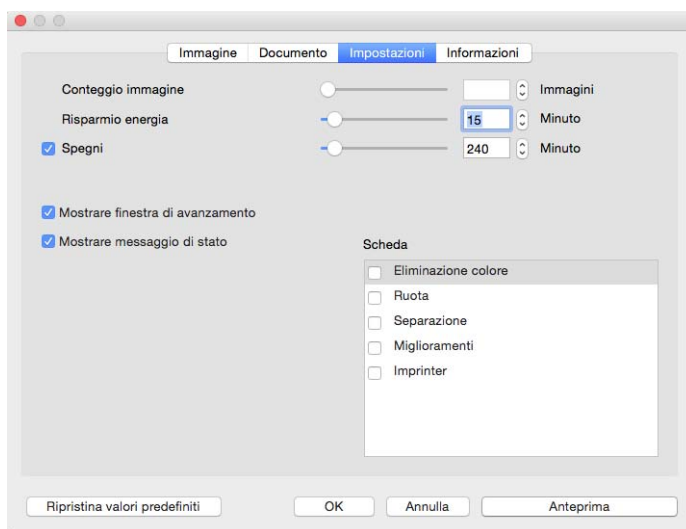 Immagine Documento Impostazioni Informazioni
Conteggio immagine Immagini
Risparmio energia 15 Minuto
Spegni 240 Minuto
Mostrare finestra di avanzamento
Mostrare messaggio di stato
Scheda
Eliminazione colore
Ruota
Separazione
Miglioramenti
Imprinter
Ripristina valori predefiniti OK Annulla Anteprima